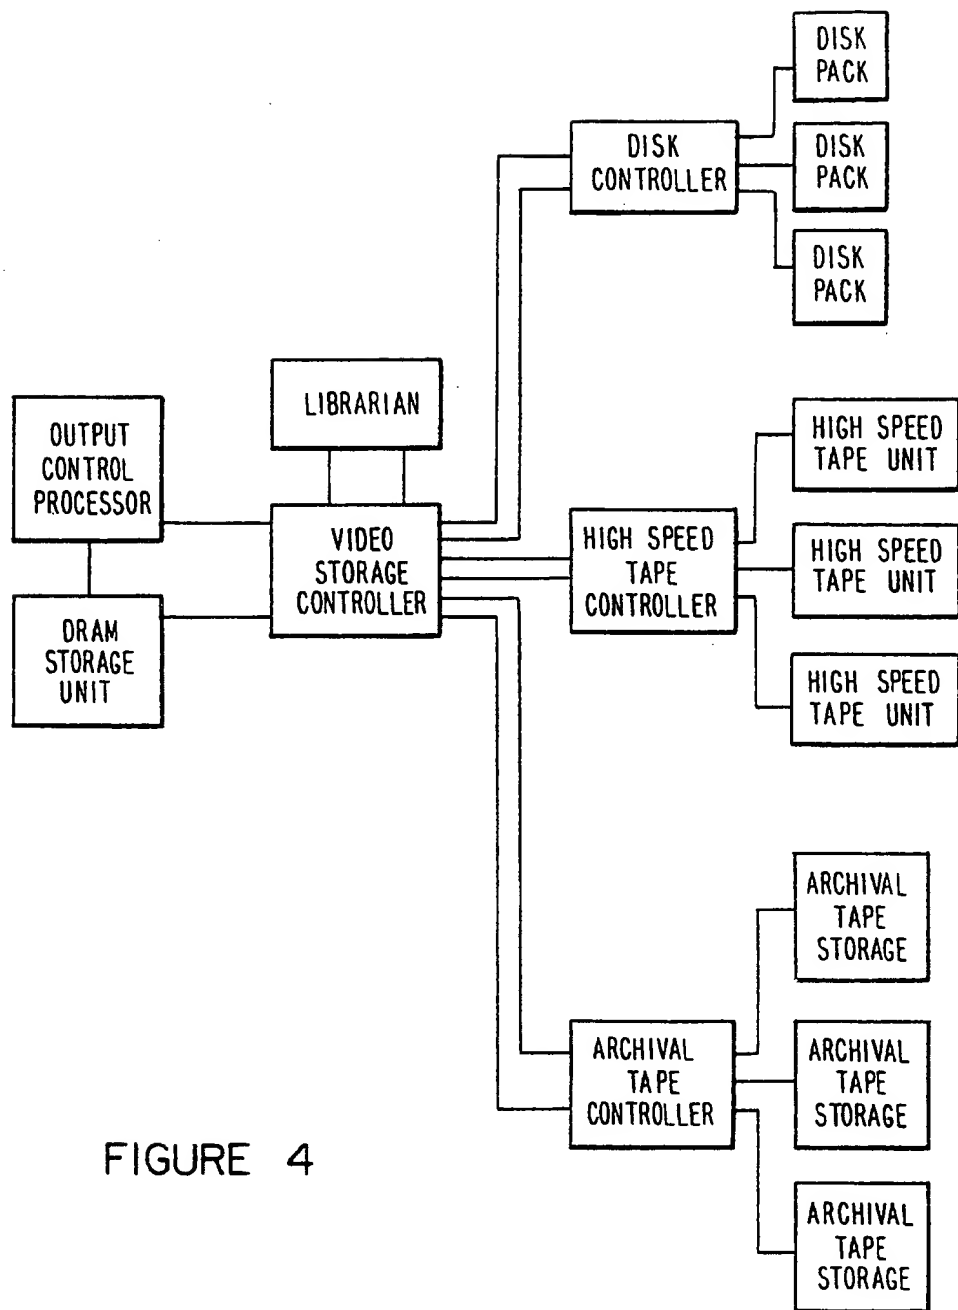 DISK
PACK
DISK
CONTROLLER
DISK
PACK
DISK
PACK
LIBRARIAN
OUTPUT
CONTROL
PROCESSOR
VIDEO
STORAGE
CONTROLLER
DRAM
STORAGE
UNIT
HIGH SPEED
TAPE
CONTROLLER
HIGH SPEED
TAPE UNIT
HIGH SPEED
TAPE UNIT
HIGH SPEED
TAPE UNIT
ARCHIVAL
TAPE
CONTROLLER
ARCHIVAL
TAPE
STORAGE
ARCHIVAL
TAPE
STORAGE
ARCHIVAL
TAPE
STORAGE
FIGURE 4